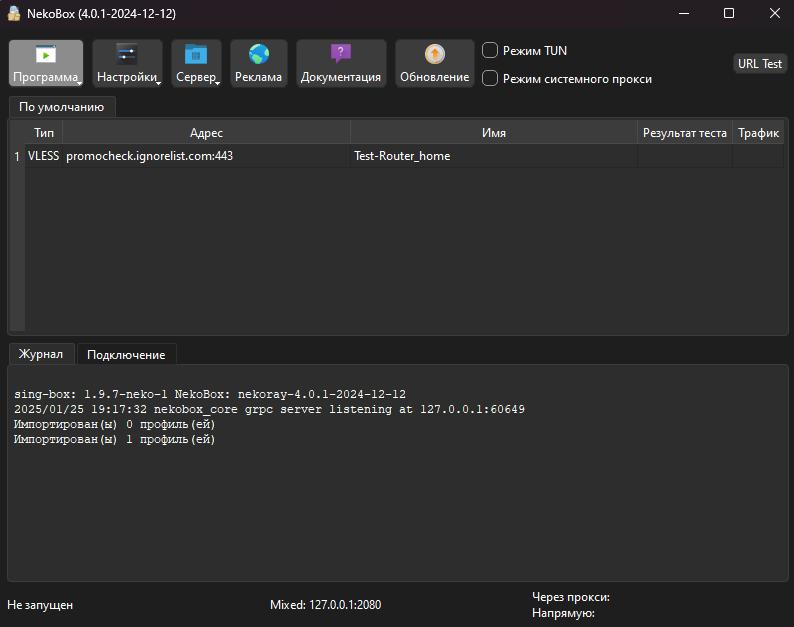 NekoBox (4.0.1-2024-12-12)
Программа Настройки Сервер Реклама Документация Обновление
Режим TUN
Режим системного прокси
URL Test
По умолчанию
Тип Адрес Имя Результат теста Трафик
1 VLESS promocheck.ignorelist.com:443 Test-Router_home
Журнал Подключение
sing-box: 1.9.7-neko-1 NekoBox: nekoray-4.0.1-2024-12-12
2025/01/25 19:17:32 nekobox_core grpc server listening at 127.0.0.1:60649
Импортирован(ы) 0 профиль(ей)
Импортирован(ы) 1 профиль(ей)
Не запущен
Mixed: 127.0.0.1:2080
Через прокси:
Напрямую: